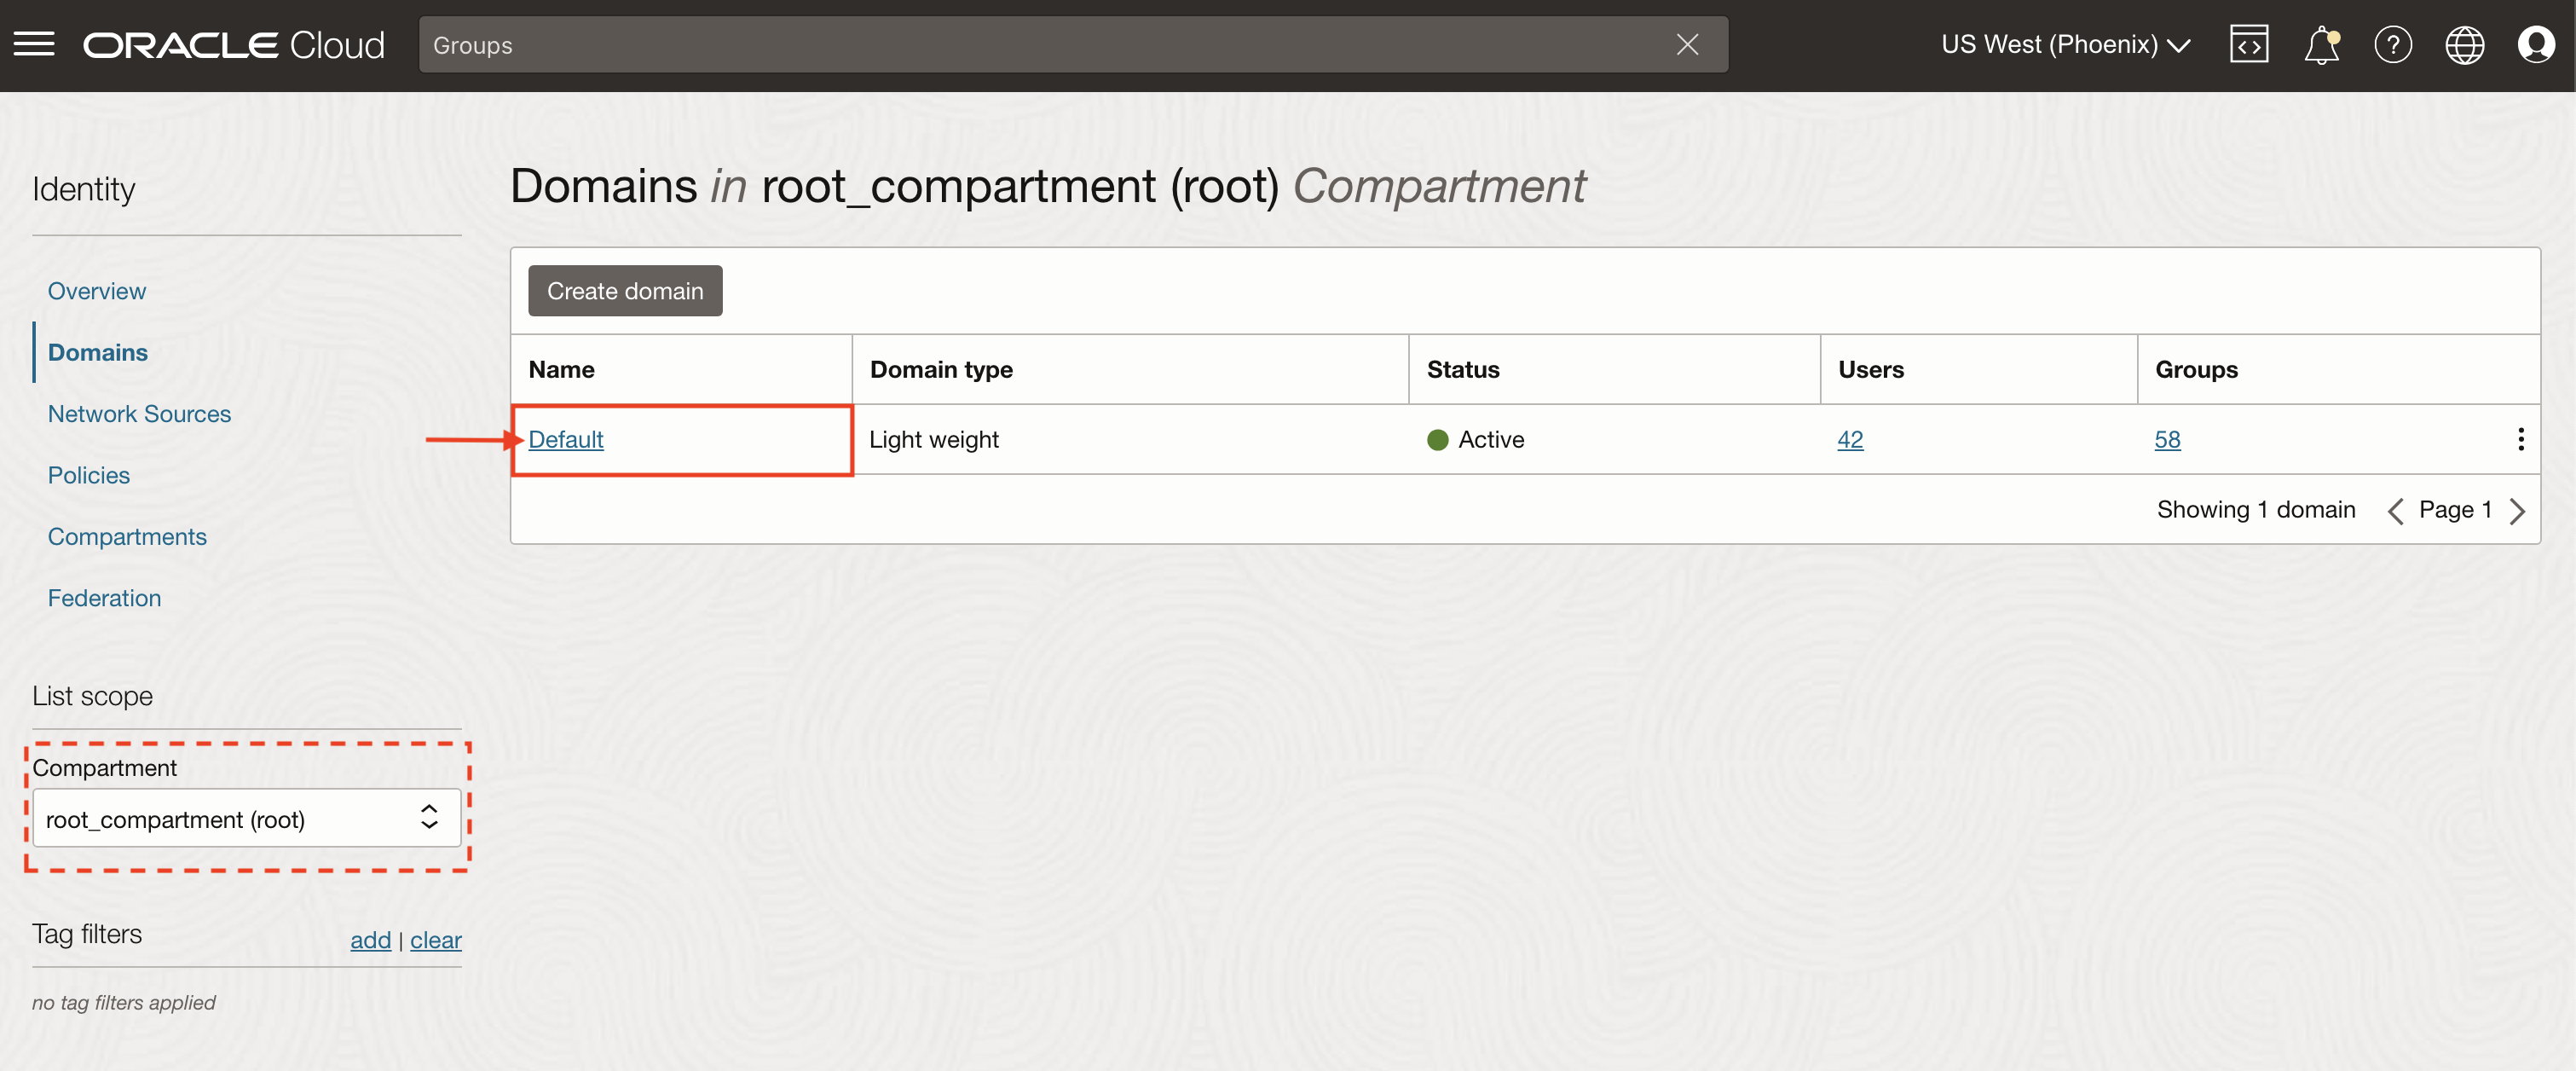 ORACLE Cloud
Groups
US West (Phoenix)
Identity
Overview
Domains
Network Sources
Policies
Compartments
Federation
List scope
Compartment
root_compartment (root)
Tag filters
add | clear
no tag filters applied
Domains in root_compartment (root) Compartment
Create domain
Name Domain type Status Users Groups
Default Light weight Active 42 58
Showing 1 domain Page 1